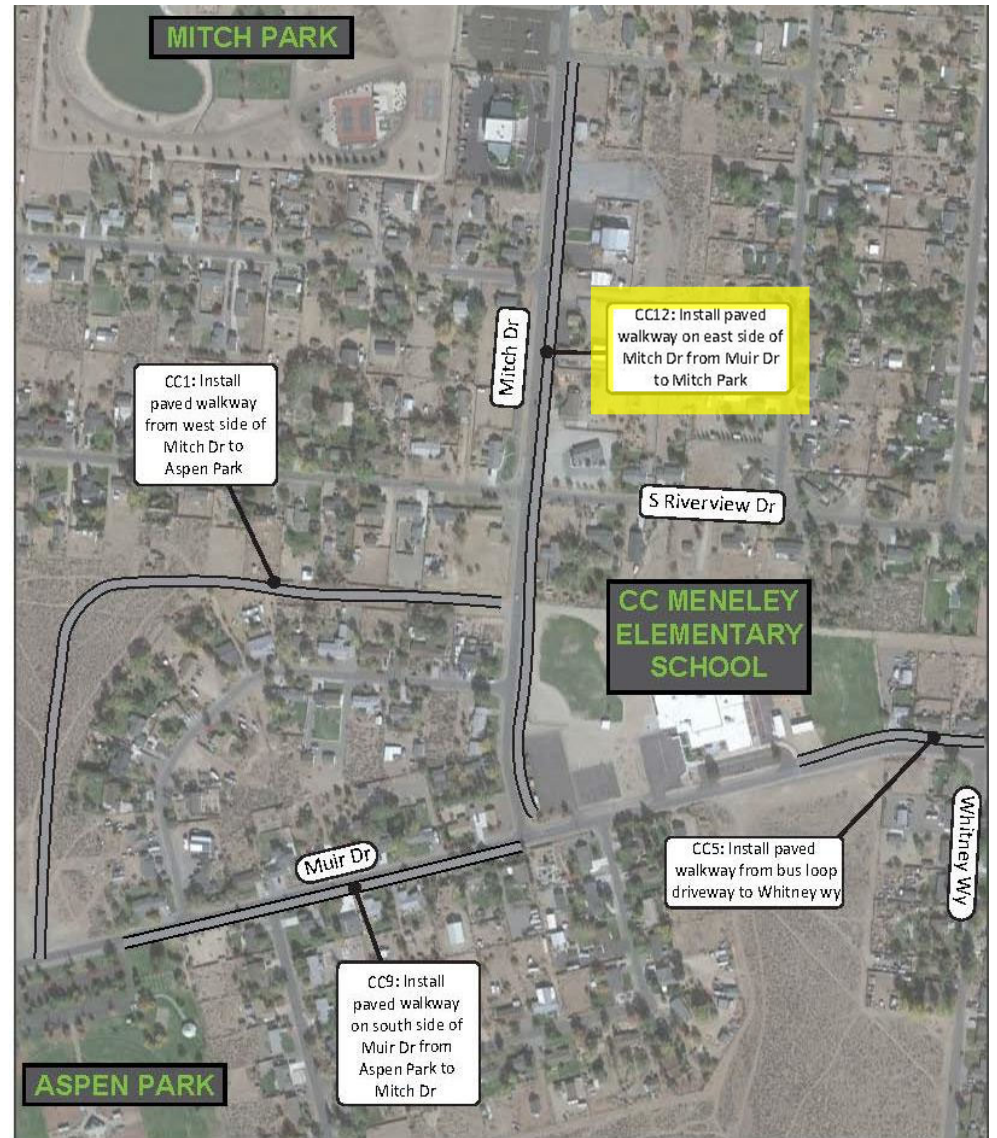 MITCH PARK
CC12: Install paved
walkway on east side of
Mitch Dr from Muir Dr
to Mitch Park
Mitch Dr
CC1: Install
paved walkway
from west side of
Mitch Dr to
Aspen Park
S Riverview Dr
CC MENELEY
ELEMENTARY
SCHOOL
Whitney Wy
CC5: Install paved
walkway from bus loop
driveway to Whitney wy
Muir Dr
CC9: Install
paved walkway
on south side of
Muir Dr from
Aspen Park to
Mitch Dr
ASPEN PARK